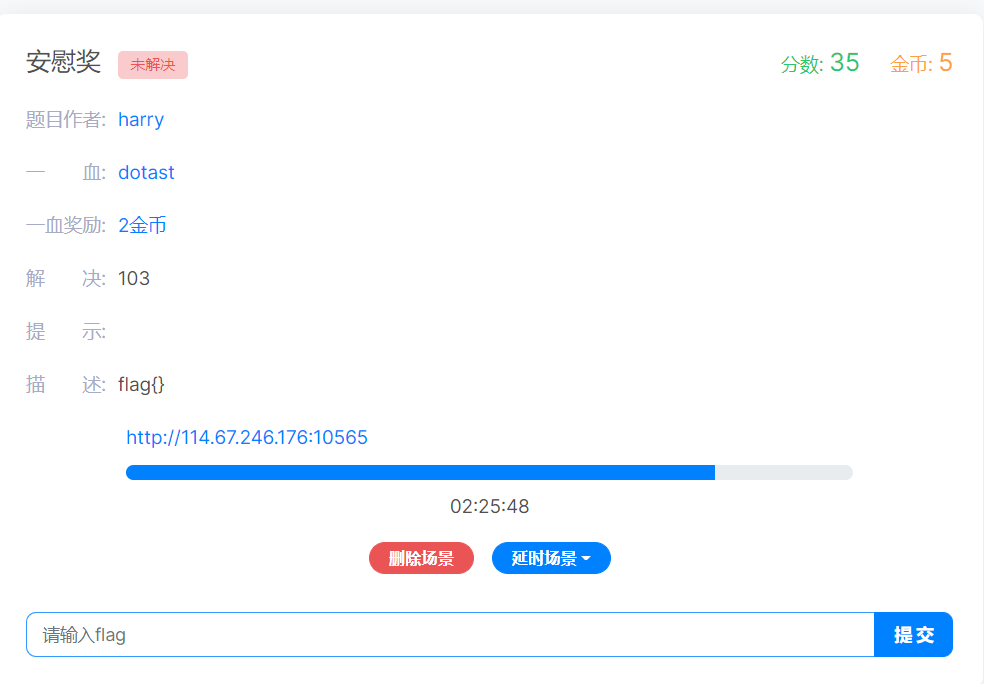 安慰奖 未解决 分数: 35 金币: 5
题目作者: harry
一 血: dotast
一血奖励: 2金币
解 决: 103
提 示:
描 述: flag{}
http://114.67.246.176:10565
02:25:48
删除场景 延时场景
请输入flag 提交